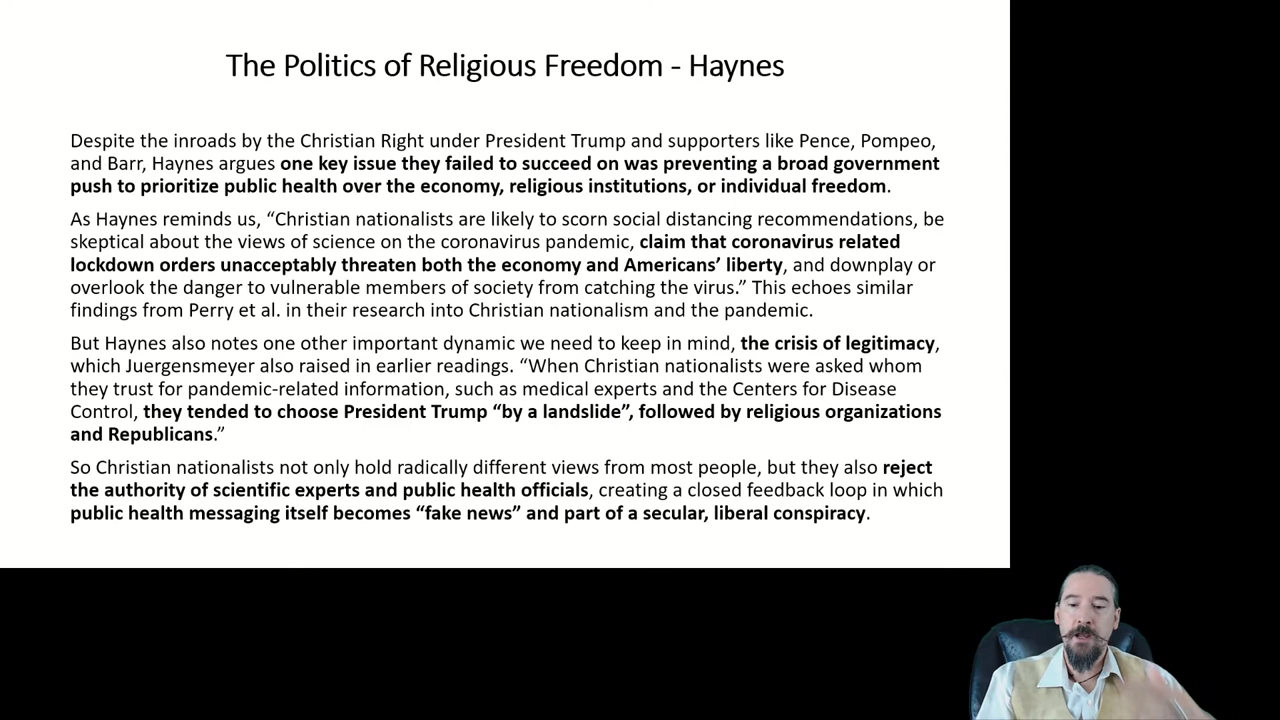 The Politics of Religious Freedom - Haynes
Despite the inroads by the Christian Right under President Trump and supporters like Pence, Pompeo,
and Barr, Haynes argues one key issue they failed to succeed on was preventing a broad government
push to prioritize public health over the economy, religious institutions, or individual freedom.
As Haynes reminds us, “Christian nationalists are likely to scorn social distancing recommendations, be
skeptical about the views of science on the coronavirus pandemic, claim that coronavirus related
lockdown orders unacceptably threaten both the economy and Americans’ liberty, and downplay or
overlook the danger to vulnerable members of society from catching the virus.” This echoes similar
findings from Perry et al. in their research into Christian nationalism and the pandemic.
But Haynes also notes one other important dynamic we need to keep in mind, the crisis of legitimacy,
which Juergensmeyer also raised in earlier readings. “When Christian nationalists were asked whom
they trust for pandemic-related information, such as medical experts and the Centers for Disease
Control, they tended to choose President Trump “by a landslide”, followed by religious organizations
and Republicans.”
So Christian nationalists not only hold radically different views from most people, but they also reject
the authority of scientific experts and public health officials, creating a closed feedback loop in which
public health messaging itself becomes “fake news” and part of a secular, liberal conspiracy.